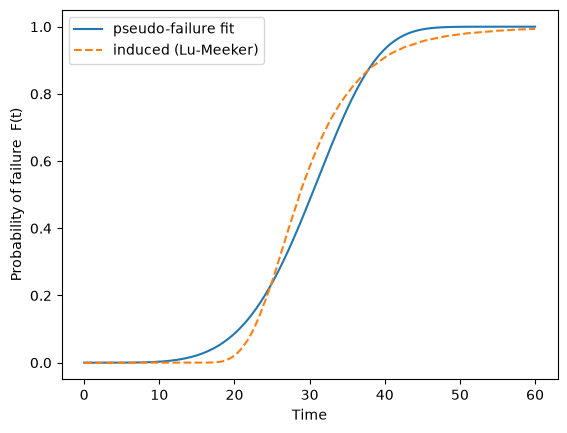 pseudo-failure fit
induced (Lu-Meeker)
Probability of failure  F(t)
1.0
0.8
0.6
0.4
0.2
0.0
0 10 20 30 40 50 60
Time